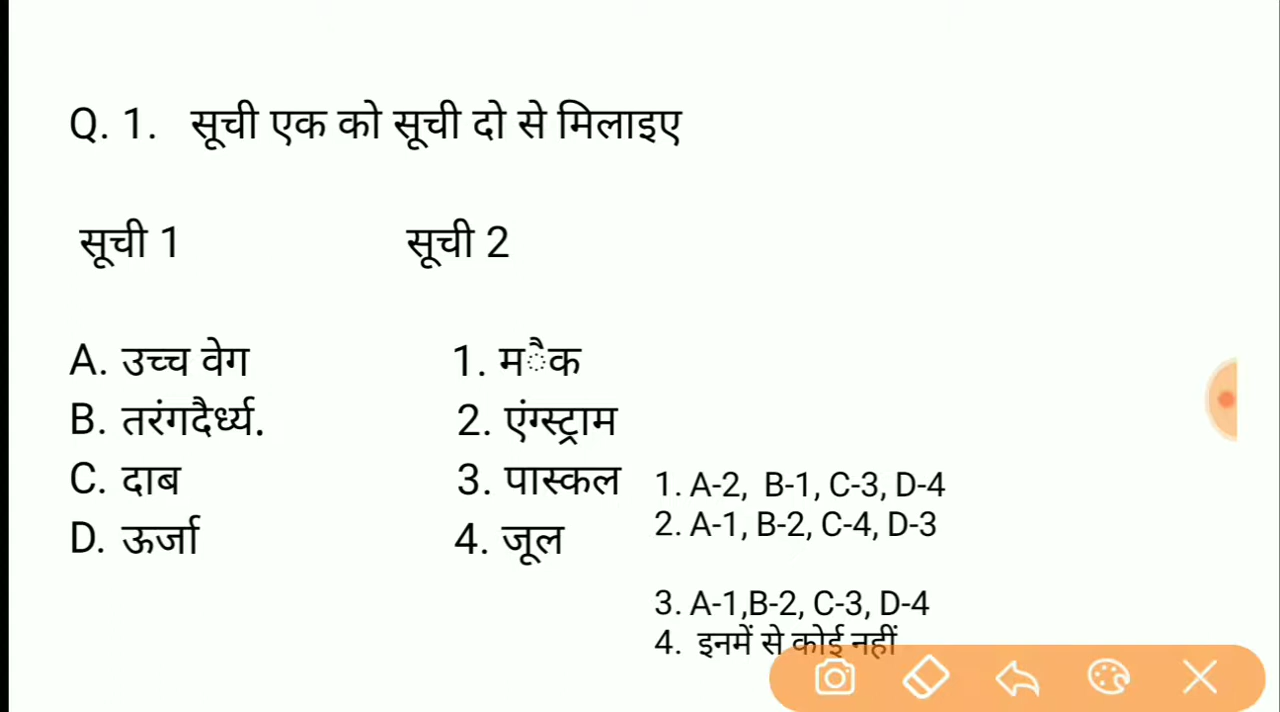 Q. 1. सूची एक को सूची दो से मिलाइए
सूची 1 सूची 2
A. उच्च वेग 1. मैक
B. तरंगदैर्ध्य. 2. एंग्स्ट्राम
C. दाब 3. पास्कल
D. ऊर्जा 4. जूल
1. A-2, B-1, C-3, D-4
2. A-1, B-2, C-4, D-3
3. A-1,B-2, C-3, D-4
4. इनमें से कोई नहीं